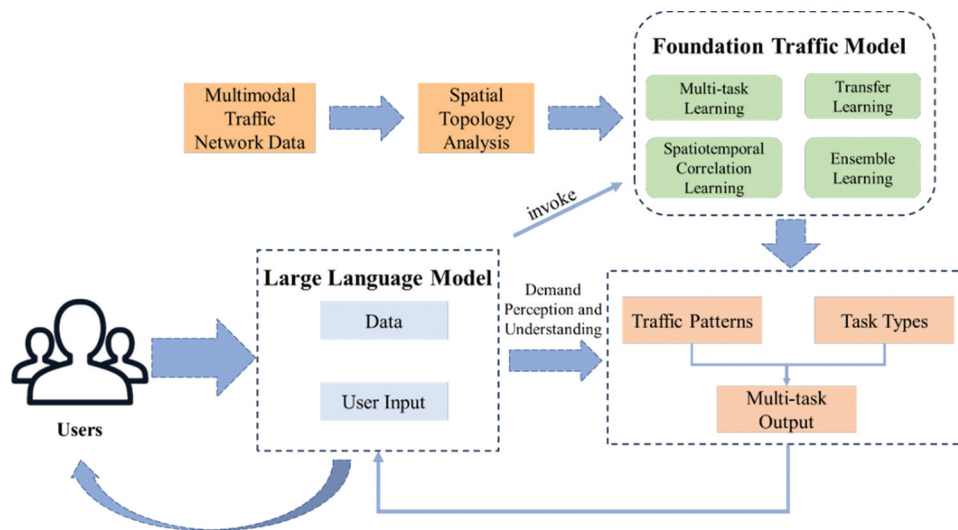 Foundation Traffic Model
Multi-task
Learning
Transfer
Learning
Spatiotemporal
Correlation
Learning
Ensemble
Learning
Multimodal
Traffic
Network Data
Spatial
Topology
Analysis
invoke
Large Language Model
Data
User Input
Demand
Perception and
Understanding
Traffic Patterns
Task Types
Multi-task
Output
Users